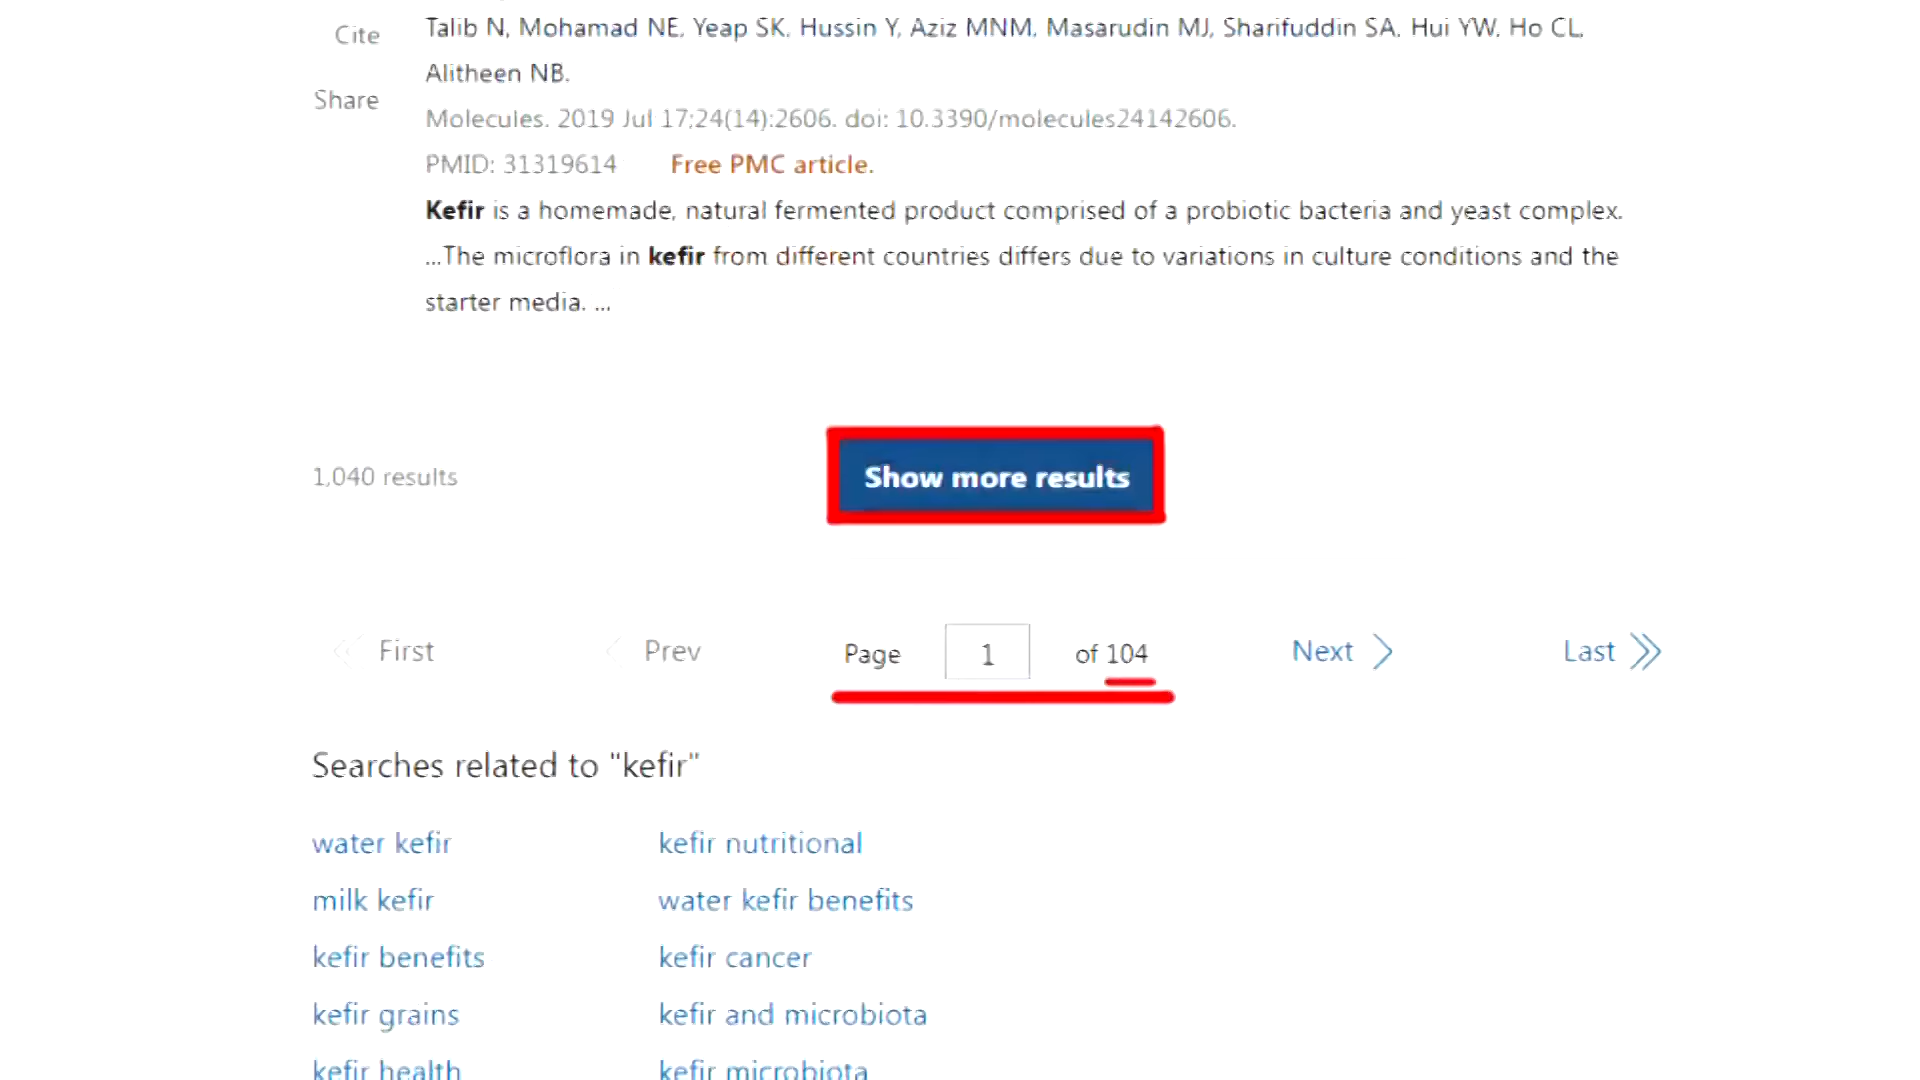 Cite
Talib N, Mohamad NE, Yeap SK, Hussin Y, Aziz MNM, Masarudin MJ, Sharifuddin SA, Hui YW, Ho CL,
Alitheen NB.
Share
Molecules. 2019 Jul 17;24(14):2606. doi: 10.3390/molecules24142606.
PMID: 31319614 Free PMC article.
Kefir is a homemade, natural fermented product comprised of a probiotic bacteria and yeast complex.
...The microflora in kefir from different countries differs due to variations in culture conditions and the
starter media. ...
1,040 results
Show more results
First Prev Page 1 of 104 Next Last
Searches related to "kefir"
water kefir kefir nutritional
milk kefir water kefir benefits
kefir benefits kefir cancer
kefir grains kefir and microbiota
kefir health kefir microbiota